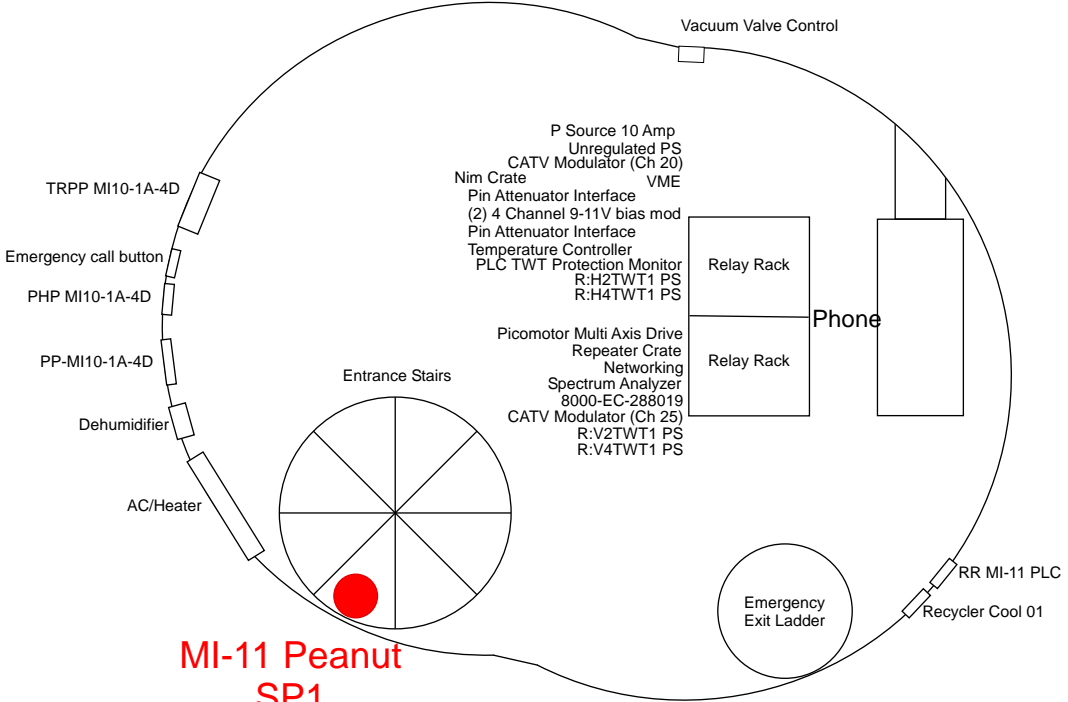 Vacuum Valve Control
P Source 10 Amp
Unregulated PS
CATV Modulator (Ch 20)
Nim Crate
VME
Pin Attenuator Interface
(2) 4 Channel 9-11V bias mod
Pin Attenuator Interface
Temperature Controller
PLC TWT Protection Monitor
R:H2TWT1 PS
R:H4TWT1 PS
Relay Rack
Phone
Picomotor Multi Axis Drive
Repeater Crate
Networking
Spectrum Analyzer
8000-EC-288019
CATV Modulator (Ch 25)
R:V2TWT1 PS
R:V4TWT1 PS
Relay Rack
TRPP MI10-1A-4D
Emergency call button
PHP MI10-1A-4D
PP-MI10-1A-4D
Dehumidifier
AC/Heater
Entrance Stairs
Emergency
Exit Ladder
RR MI-11 PLC
Recycler Cool 01
MI-11 Peanut
SP1